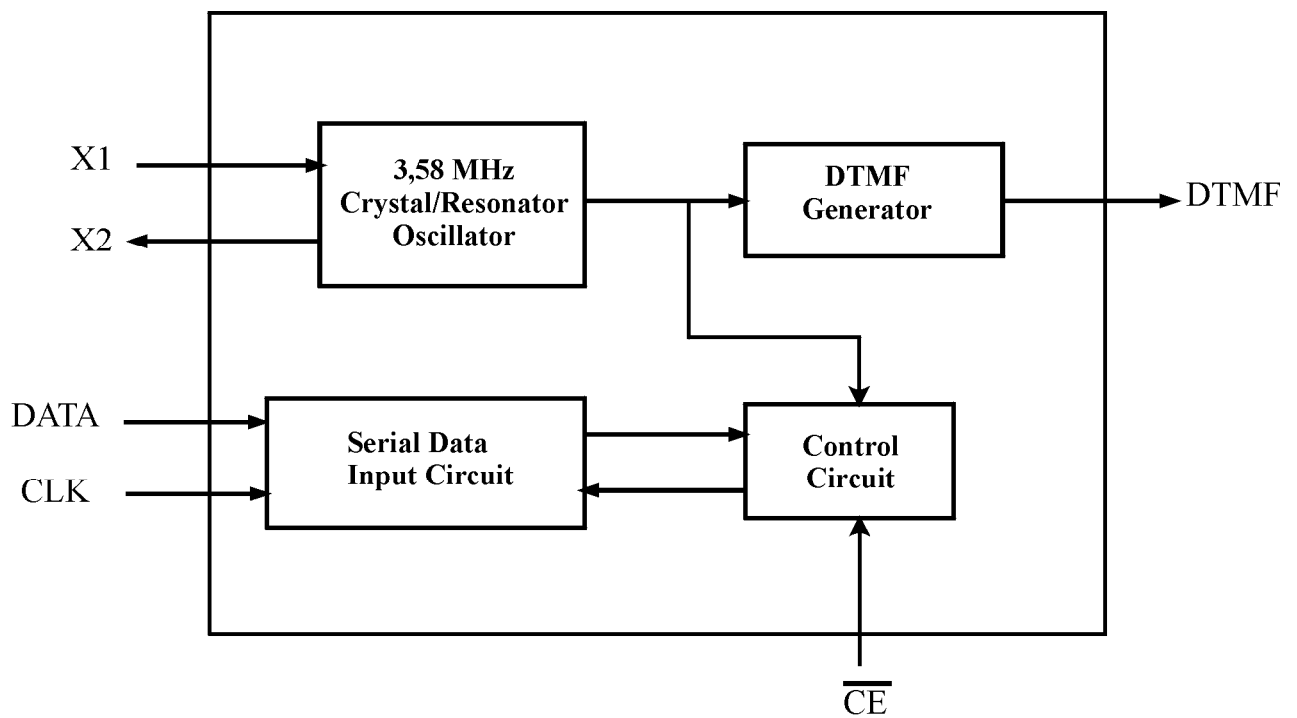 X1
X2
3,58 MHz
Crystal/Resonator
Oscillator
DTMF
Generator
DTMF
DATA
CLK
Serial Data
Input Circuit
Control
Circuit
C̅E̅